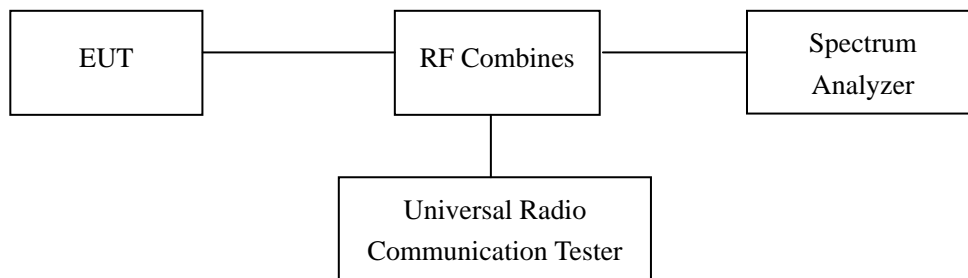 EUT
RF Combines
Spectrum
Analyzer
Universal Radio
Communication Tester